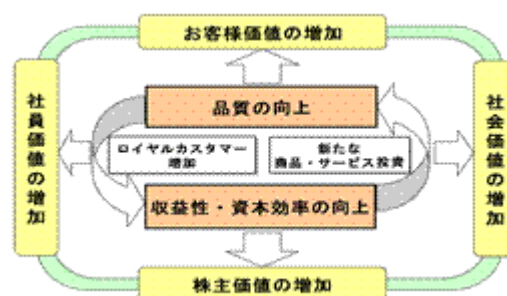 お客様価値の増加
社員価値の増加
品質の向上
ロイヤルカスタマー
増加
新たな
商品・サービス投資
収益性・資本効率の向上
社会価値の増加
株主価値の増加